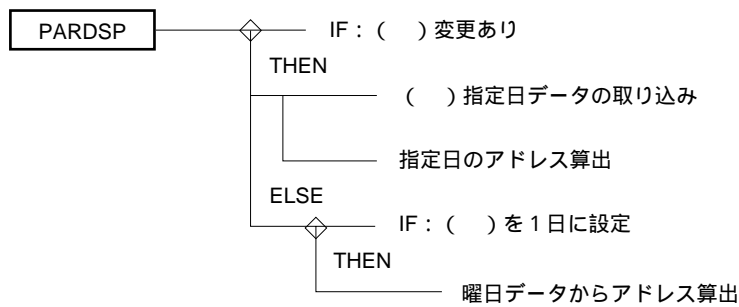 PARDSP
IF：(　)変更あり
THEN
(　)指定日データの取り込み
指定日のアドレス算出
ELSE
IF：(　)を１日に設定
THEN
曜日データからアドレス算出